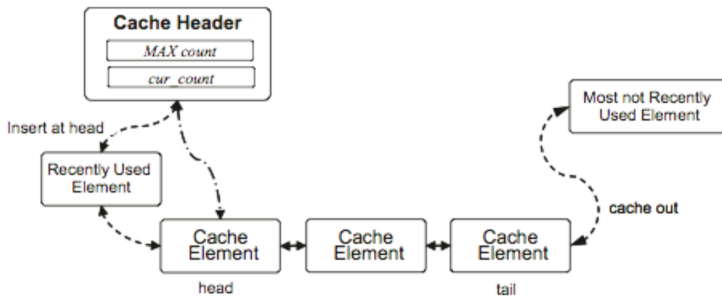 Cache Header
MAX count
cur_count
Insert at head
Recently Used
Element
Most not Recently
Used Element
cache out
Cache
Element
Cache
Element
Cache
Element
head
tail